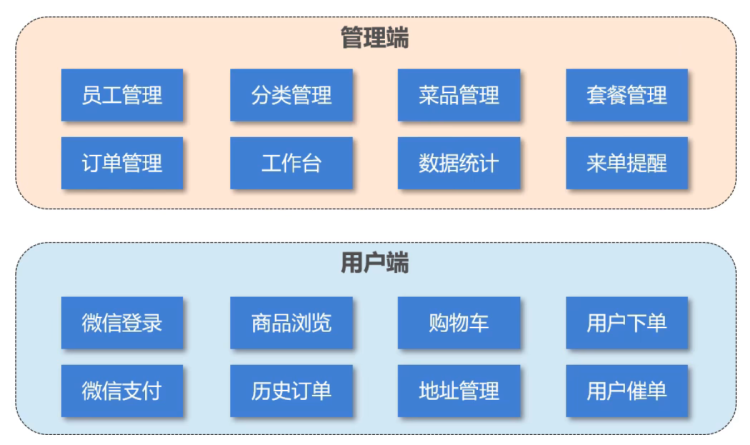 管理端
员工管理 分类管理 菜品管理 套餐管理
订单管理 工作台 数据统计 来单提醒
用户端
微信登录 商品浏览 购物车 用户下单
微信支付 历史订单 地址管理 用户催单